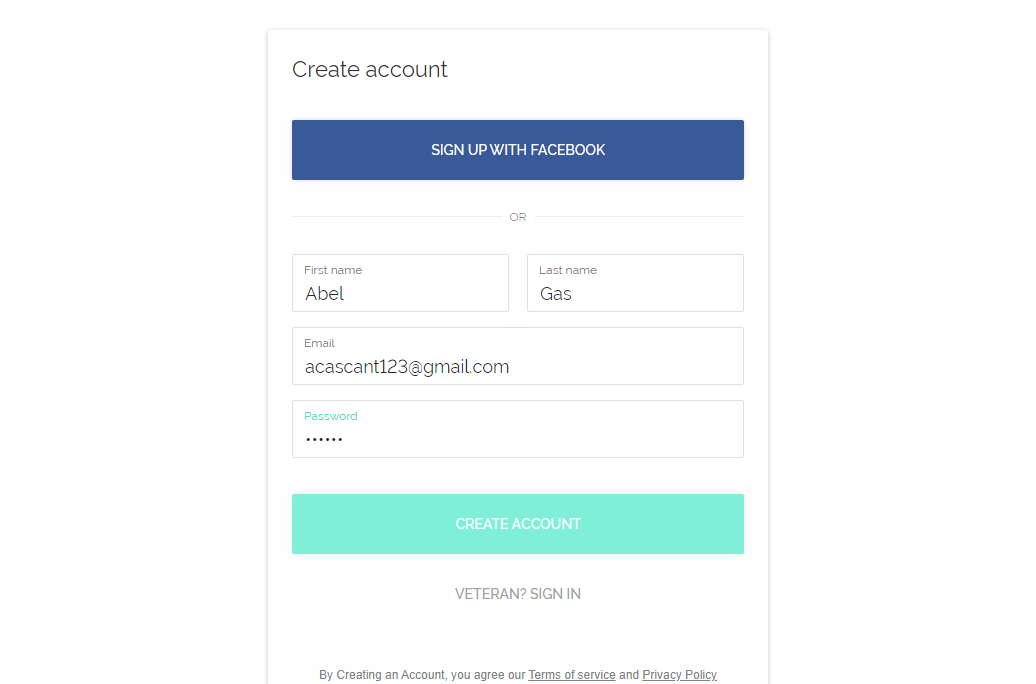 Create account
SIGN UP WITH FACEBOOK
OR
First name
Abel
Last name
Gas
Email
acascant123@gmail.com
Password
••••••
CREATE ACCOUNT
VETERAN? SIGN IN
By Creating an Account, you agree our Terms of service and Privacy Policy